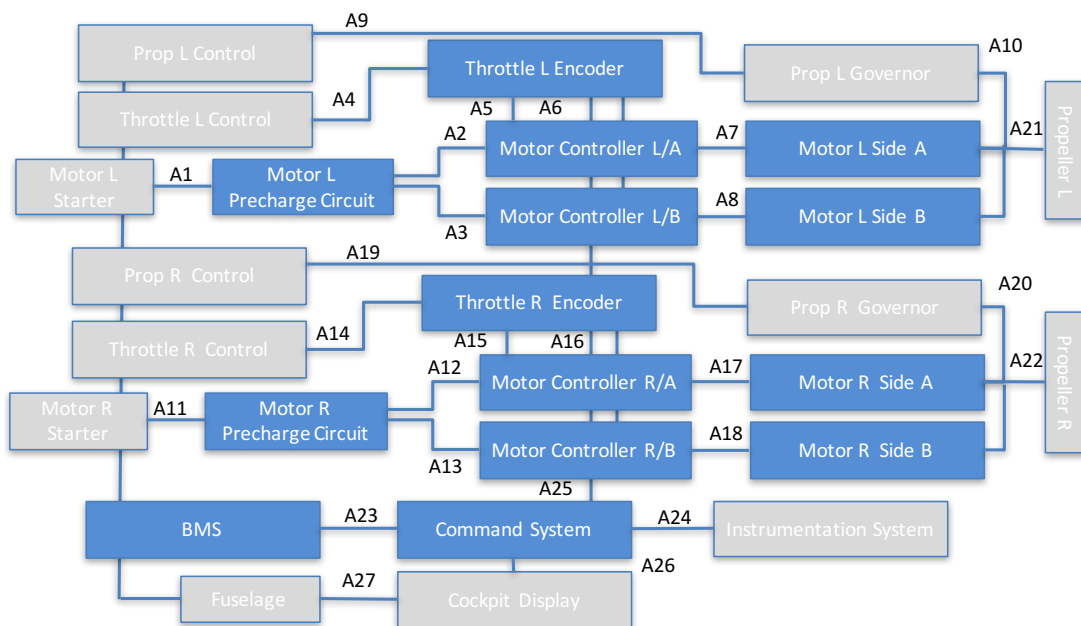 A9
Prop L Control
A10
Throttle L Encoder
Prop L Governor
A4
A5
A6
Throttle L Control
A2
A7
A21
Propeller L
Motor Controller L/A
Motor L Side A
Motor L
Starter
A1
Motor L
Precharge Circuit
A8
Motor Controller L/B
Motor L Side B
A3
A19
Prop R Control
A20
Throttle R Encoder
Prop R Governor
A14
A15
A16
Throttle R Control
A12
A17
A22
Propeller R
Motor Controller R/A
Motor R Side A
Motor R
Starter
A11
Motor R
Precharge Circuit
A18
Motor Controller R/B
Motor R Side B
A13
A25
BMS
A23
Command System
A24
Instrumentation System
A26
Fuselage
A27
Cockpit Display